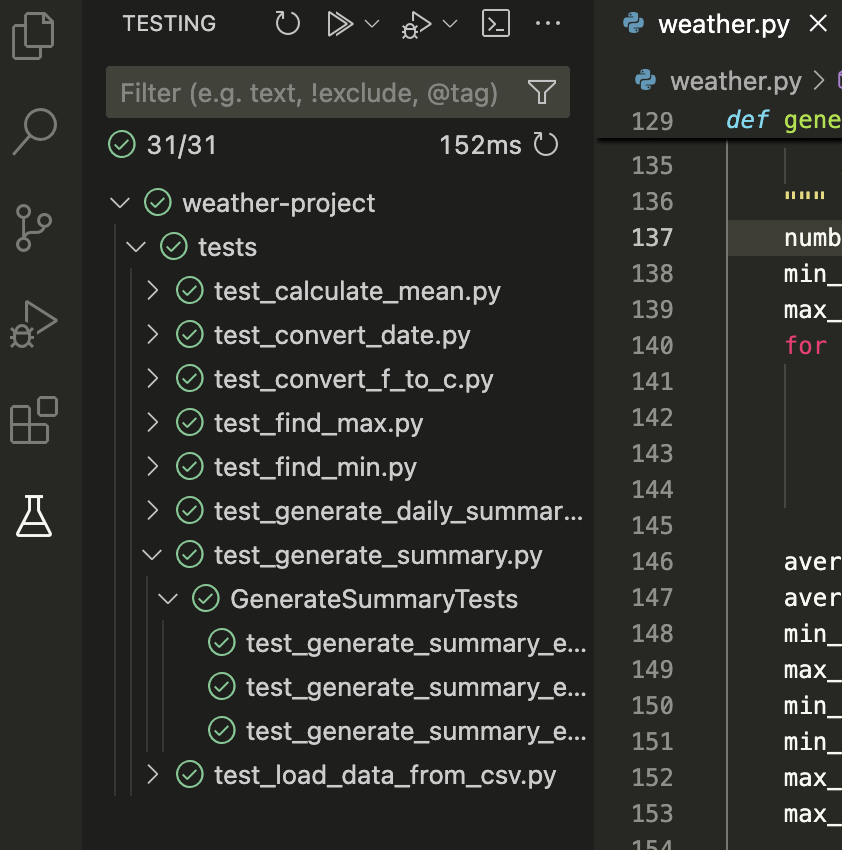 TESTING
Filter (e.g. text, !exclude, @tag)
31/31
152ms
weather-project
tests
test_calculate_mean.py
test_convert_date.py
test_convert_f_to_c.py
test_find_max.py
test_find_min.py
test_generate_daily_summar...
test_generate_summary.py
GenerateSummaryTests
test_generate_summary_e...
test_generate_summary_e...
test_generate_summary_e...
test_load_data_from_csv.py
weather.py
weather.py >
129 def gene
135
136 """
137 numb
138 min_
139 max_
140 for
141
142
143
144
145
146 aver
147 aver
148 min_
149 max_
150 min_
151 min_
152 max_
153 max_
154